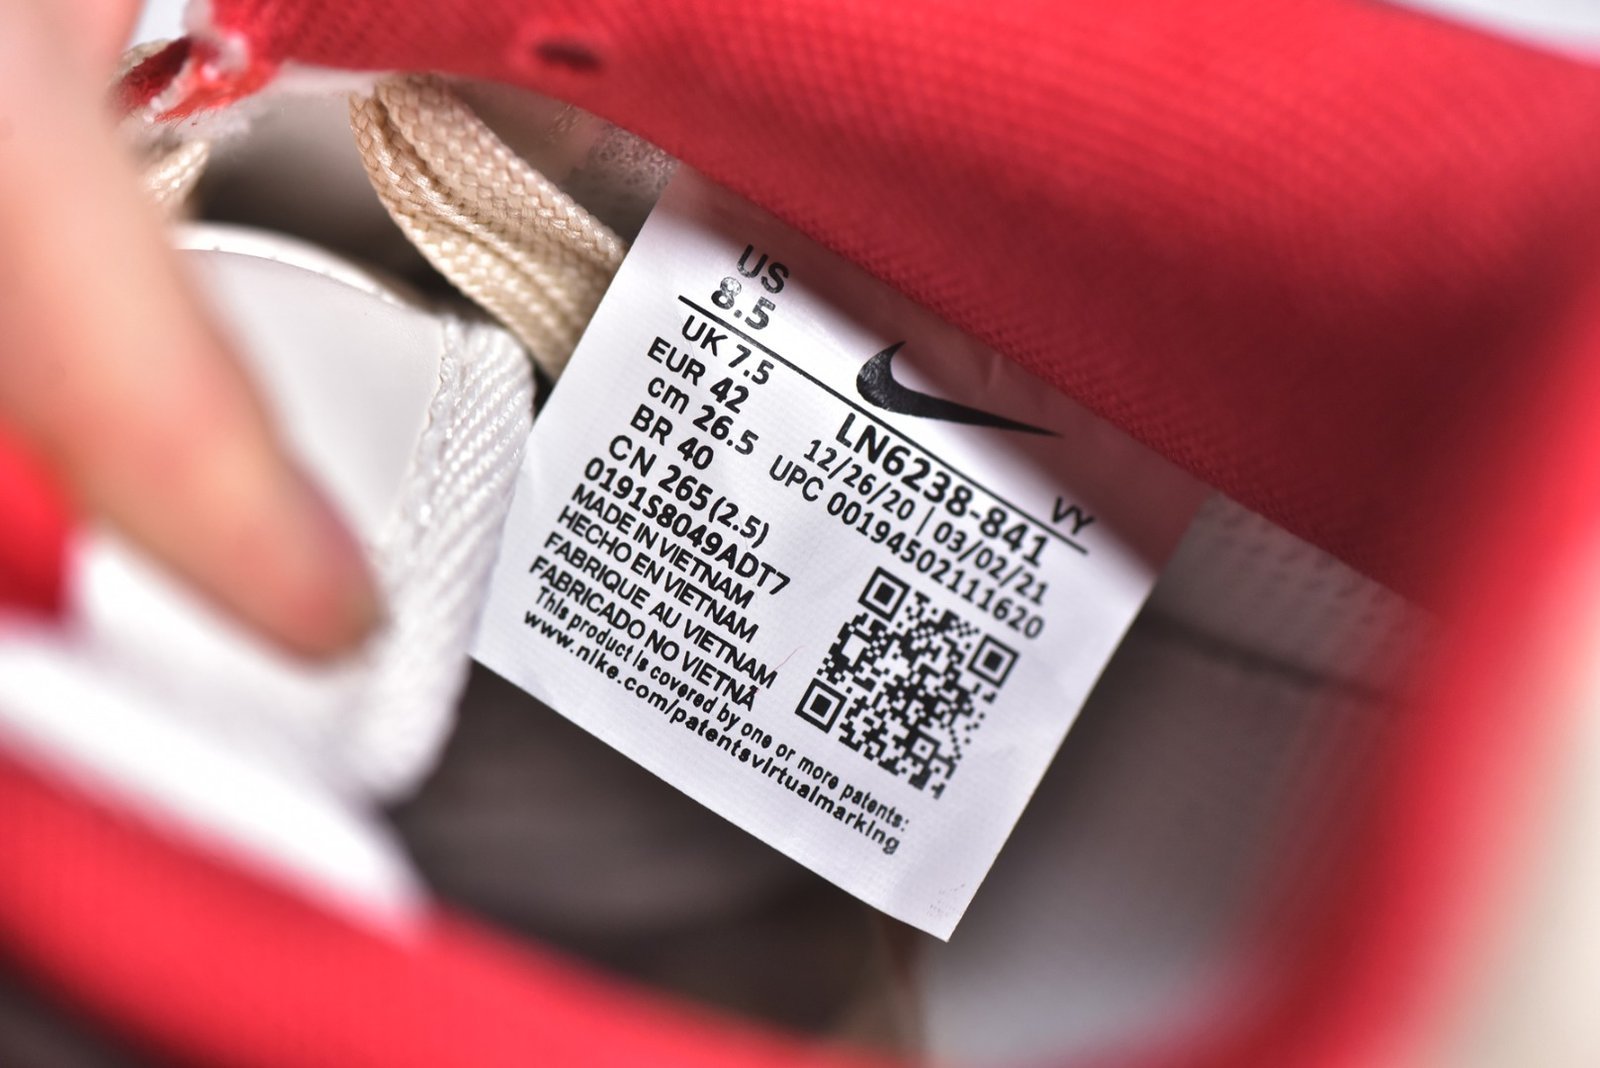 US
8.5
UK 7.5
EUR 42
cm 26.5
BR 40
CN 265(2.5)
0191S8049ADT7
MADE IN VIETNAM
HECHO EN VIETNAM
FABRIQUE AU VIETNAM
FABRICADO NO VIETNÃ
This product is covered by one or more patents:
www.nike.com/patentsvirtualmarking
LN6238-841 VY
12/26/20 | 03/02/21
UPC 00194502111620